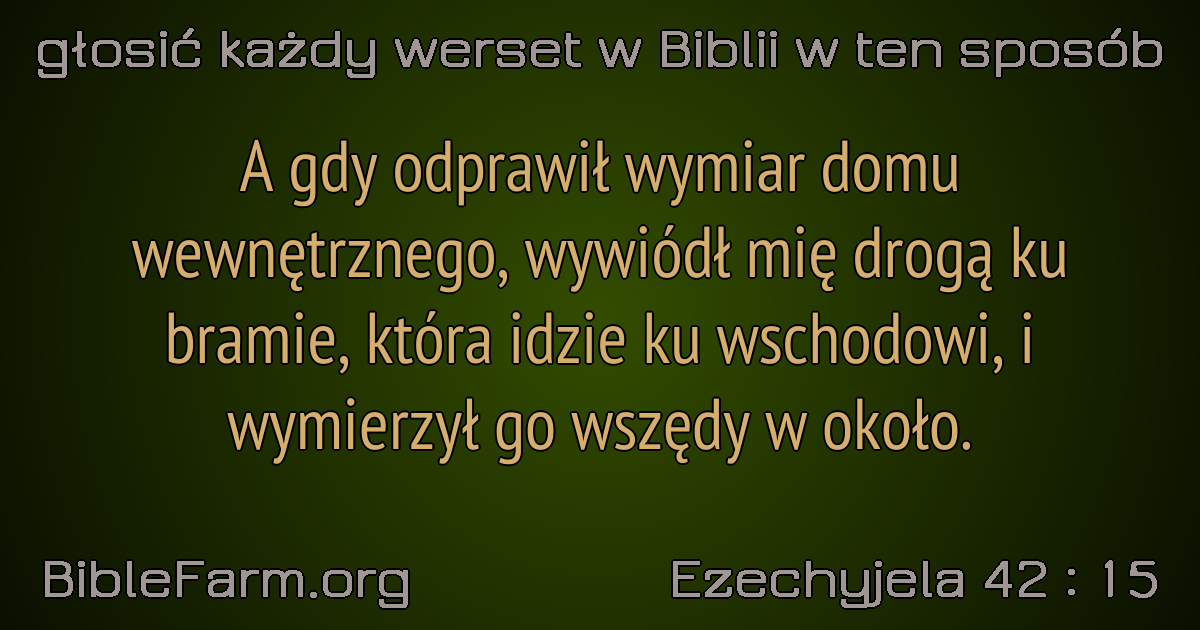 głosić każdy werset w Biblii w ten sposób
A gdy odprawił wymiar domu
wewnętrznego, wywiódł mię drogą ku
bramie, która idzie ku wschodowi, i
wymierzył go wszędy w około.
BibleFarm.org
Ezechyjela 42 : 15